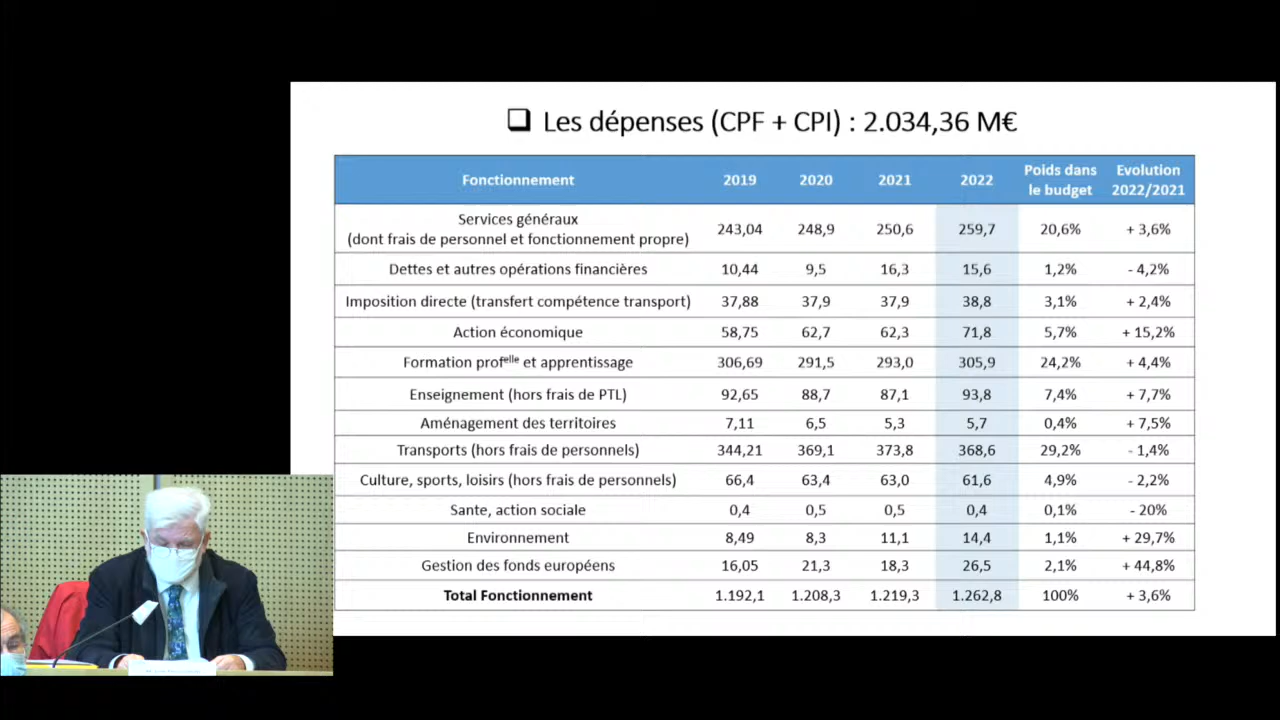 ❑ Les dépenses (CPF + CPI) : 2.034,36 M€
Fonctionnement 2019 2020 2021 2022 Poids dans le budget Evolution 2022/2021
Services généraux
(dont frais de personnel et fonctionnement propre) 243,04 248,9 250,6 259,7 20,6% + 3,6%
Dettes et autres opérations financières 10,44 9,5 16,3 15,6 1,2% - 4,2%
Imposition directe (transfert compétence transport) 37,88 37,9 37,9 38,8 3,1% + 2,4%
Action économique 58,75 62,7 62,3 71,8 5,7% + 15,2%
Formation profelle et apprentissage 306,69 291,5 293,0 305,9 24,2% + 4,4%
Enseignement (hors frais de PTL) 92,65 88,7 87,1 93,8 7,4% + 7,7%
Aménagement des territoires 7,11 6,5 5,3 5,7 0,4% + 7,5%
Transports (hors frais de personnels) 344,21 369,1 373,8 368,6 29,2% - 1,4%
Culture, sports, loisirs (hors frais de personnels) 66,4 63,4 63,0 61,6 4,9% - 2,2%
Sante, action sociale 0,4 0,5 0,5 0,4 0,1% - 20%
Environnement 8,49 8,3 11,1 14,4 1,1% + 29,7%
Gestion des fonds européens 16,05 21,3 18,3 26,5 2,1% + 44,8%
Total Fonctionnement 1.192,1 1.208,3 1.219,3 1.262,8 100% + 3,6%